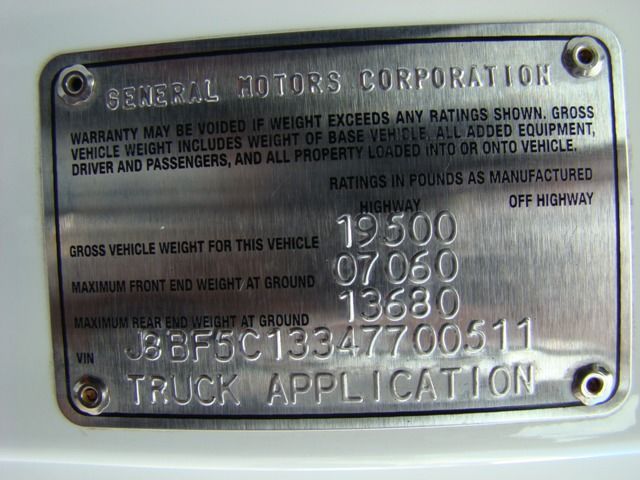 GENERAL MOTORS CORPORATION
WARRANTY MAY BE VOIDED IF WEIGHT EXCEEDS ANY RATINGS SHOWN. GROSS
VEHICLE WEIGHT INCLUDES WEIGHT OF BASE VEHICLE, ALL ADDED EQUIPMENT,
DRIVER AND PASSENGERS, AND ALL PROPERTY LOADED INTO OR ONTO VEHICLE.
RATINGS IN POUNDS AS MANUFACTURED
HIGHWAY OFF HIGHWAY
GROSS VEHICLE WEIGHT FOR THIS VEHICLE 19500
MAXIMUM FRONT END WEIGHT AT GROUND 07060
MAXIMUM REAR END WEIGHT AT GROUND 13680
VIN J8BF5C13347700511
TRUCK APPLICATION